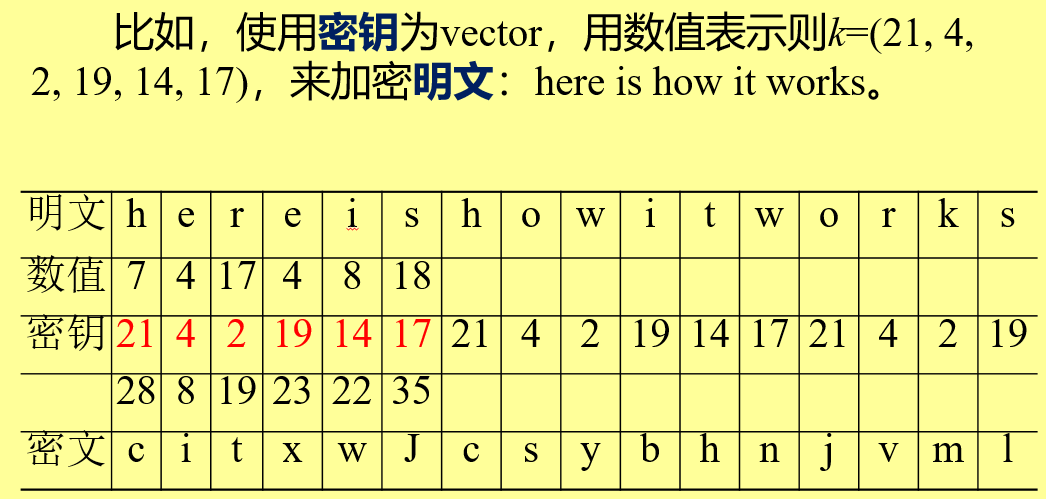 比如，使用密钥为vector，用数值表示则k=(21, 4,
2, 19, 14, 17)，来加密明文：here is how it works。
明文 h e r e i s h o w i t w o r k s
数值 7 4 17 4 8 18
密钥 21 4 2 19 14 17 21 4 2 19 14 17 21 4 2 19
28 8 19 23 22 35
密文 c i t x w J c s y b h n j v m l